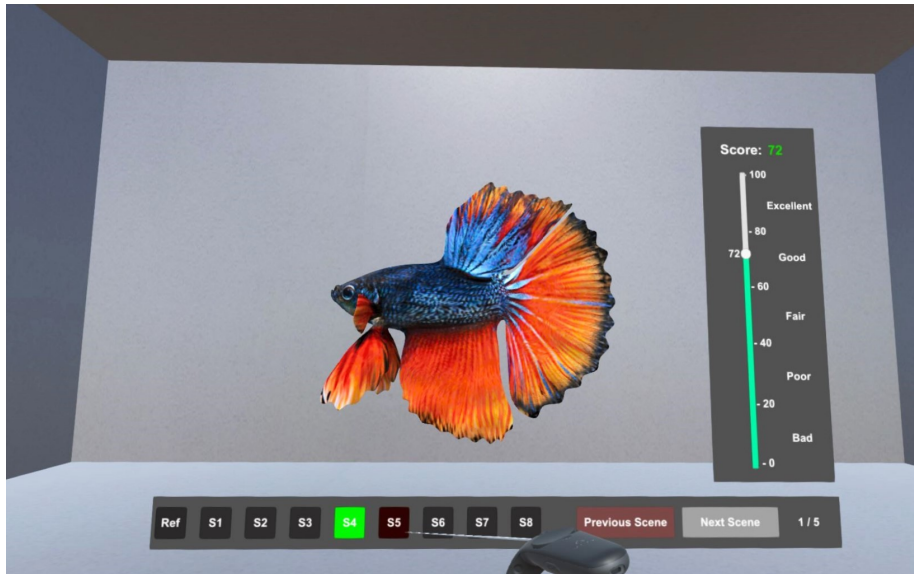 Score: 72
100
Excellent
80
72
Good
60
Fair
40
Poor
20
Bad
0
Ref S1 S2 S3 S4 S5 S6 S7 S8 Previous Scene Next Scene 1 / 5